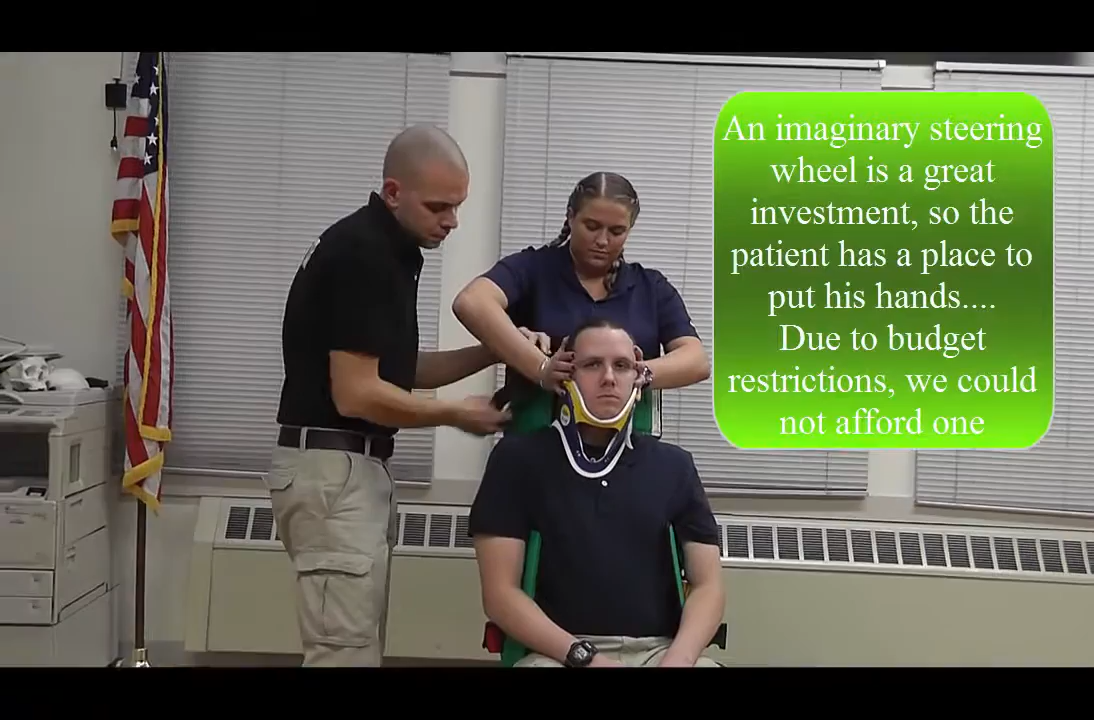 An imaginary steering
wheel is a great
investment, so the
patient has a place to
put his hands....
Due to budget
restrictions, we could
not afford one